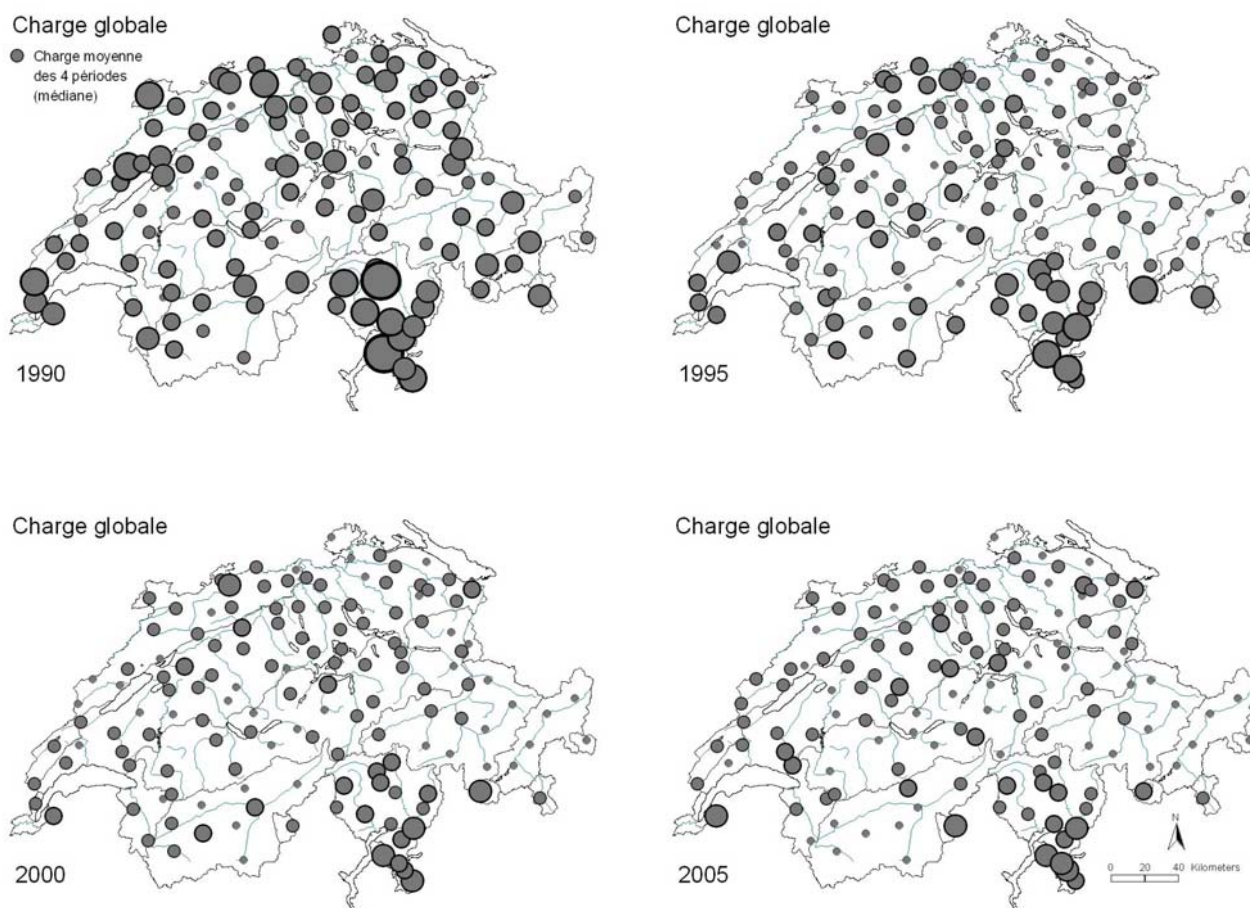 Charge globale
Charge moyenne
des 4 périodes
(médiane)
1990
Charge globale
1995
Charge globale
2000
Charge globale
2005
N
0 20 40 Kilometers